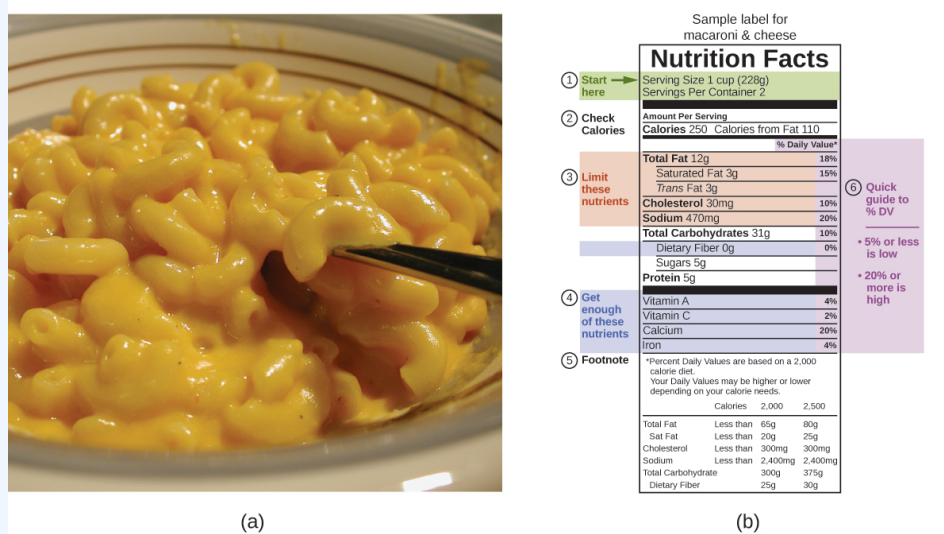 Sample label for
macaroni & cheese
Nutrition Facts
1 Start here
Serving Size 1 cup (228g)
Servings Per Container 2
2 Check Calories
Amount Per Serving
Calories 250 Calories from Fat 110
% Daily Value*
3 Limit these nutrients
Total Fat 12g 18%
Saturated Fat 3g 15%
Trans Fat 3g
Cholesterol 30mg 10%
Sodium 470mg 20%
Total Carbohydrates 31g 10%
Dietary Fiber 0g 0%
Sugars 5g
Protein 5g
4 Get enough of these nutrients
Vitamin A 4%
Vitamin C 2%
Calcium 20%
Iron 4%
5 Footnote
*Percent Daily Values are based on a 2,000
calorie diet.
Your Daily Values may be higher or lower
depending on your calorie needs.
Calories 2,000 2,500
Total Fat Less than 65g 80g
Sat Fat Less than 20g 25g
Cholesterol Less than 300mg 300mg
Sodium Less than 2,400mg 2,400mg
Total Carbohydrate 300g 375g
Dietary Fiber 25g 30g
6 Quick
guide to
% DV
• 5% or less
is low
• 20% or
more is
high
(a)
(b)